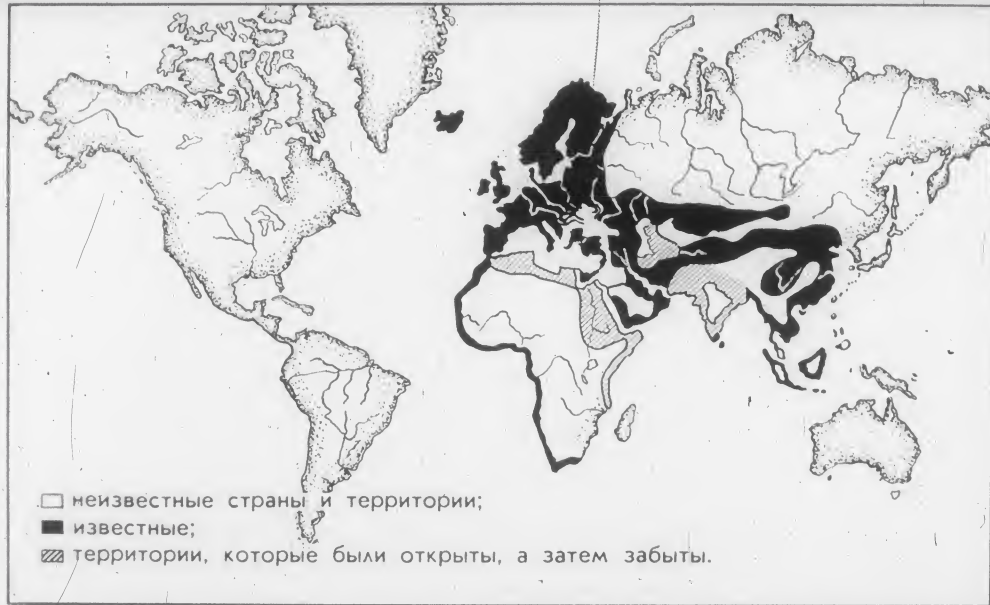 неизвестные страны и территории;
известные;
территории, которые были открыты, а затем забыты.